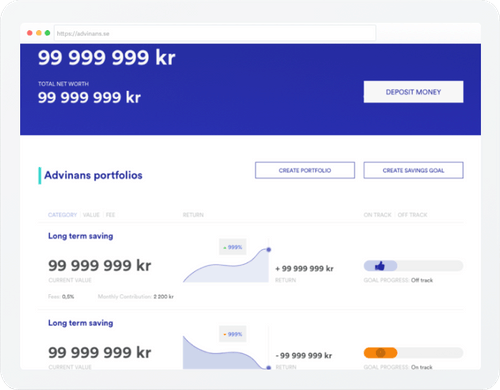 https://advinans.se
99 999 999 kr
TOTAL NET WORTH
99 999 999 kr
DEPOSIT MONEY
Advinans portfolios
CREATE PORTFOLIO
CREATE SAVINGS GOAL
CATEGORY | VALUE | FEE
RETURN
ON TRACK | OFF TRACK
Long term saving
99 999 999 kr
CURRENT VALUE
999%
+ 99 999 999 kr
RETURN
GOAL PROGRESS: Off track
Fees: 0,5%
Monthly Contribution: 2 200 kr
Long term saving
99 999 999 kr
CURRENT VALUE
989%
- 99 999 999 kr
RETURN
GOAL PROGRESS: On track